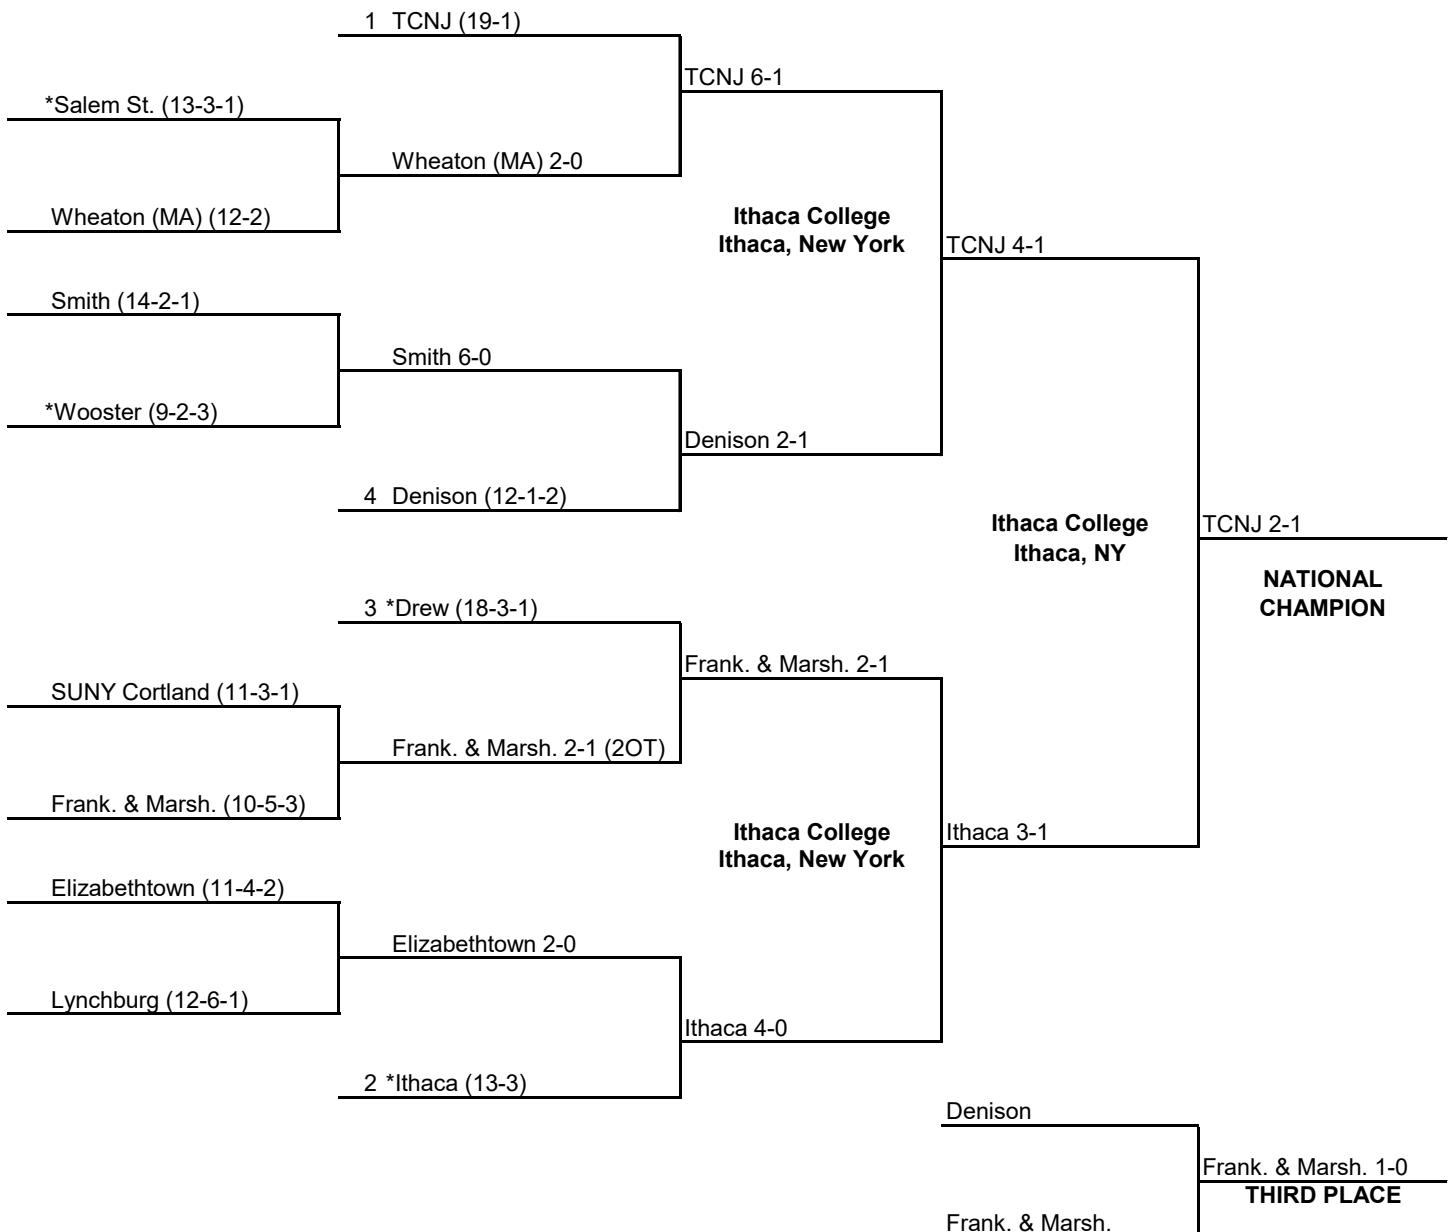 1 TCNJ (19-1)
TCNJ 6-1
*Salem St. (13-3-1)
Wheaton (MA) 2-0
Wheaton (MA) (12-2)
Ithaca College
Ithaca, New York
TCNJ 4-1
Smith (14-2-1)
Smith 6-0
*Wooster (9-2-3)
Denison 2-1
4 Denison (12-1-2)
Ithaca College
Ithaca, NY
TCNJ 2-1
NATIONAL
CHAMPION
3 *Drew (18-3-1)
Frank. & Marsh. 2-1
SUNY Cortland (11-3-1)
Frank. & Marsh. 2-1 (2OT)
Frank. & Marsh. (10-5-3)
Ithaca College
Ithaca, New York
Ithaca 3-1
Elizabethtown (11-4-2)
Elizabethtown 2-0
Lynchburg (12-6-1)
Ithaca 4-0
2 *Ithaca (13-3)
Denison
Frank. & Marsh. 1-0
THIRD PLACE
Frank. & Marsh.